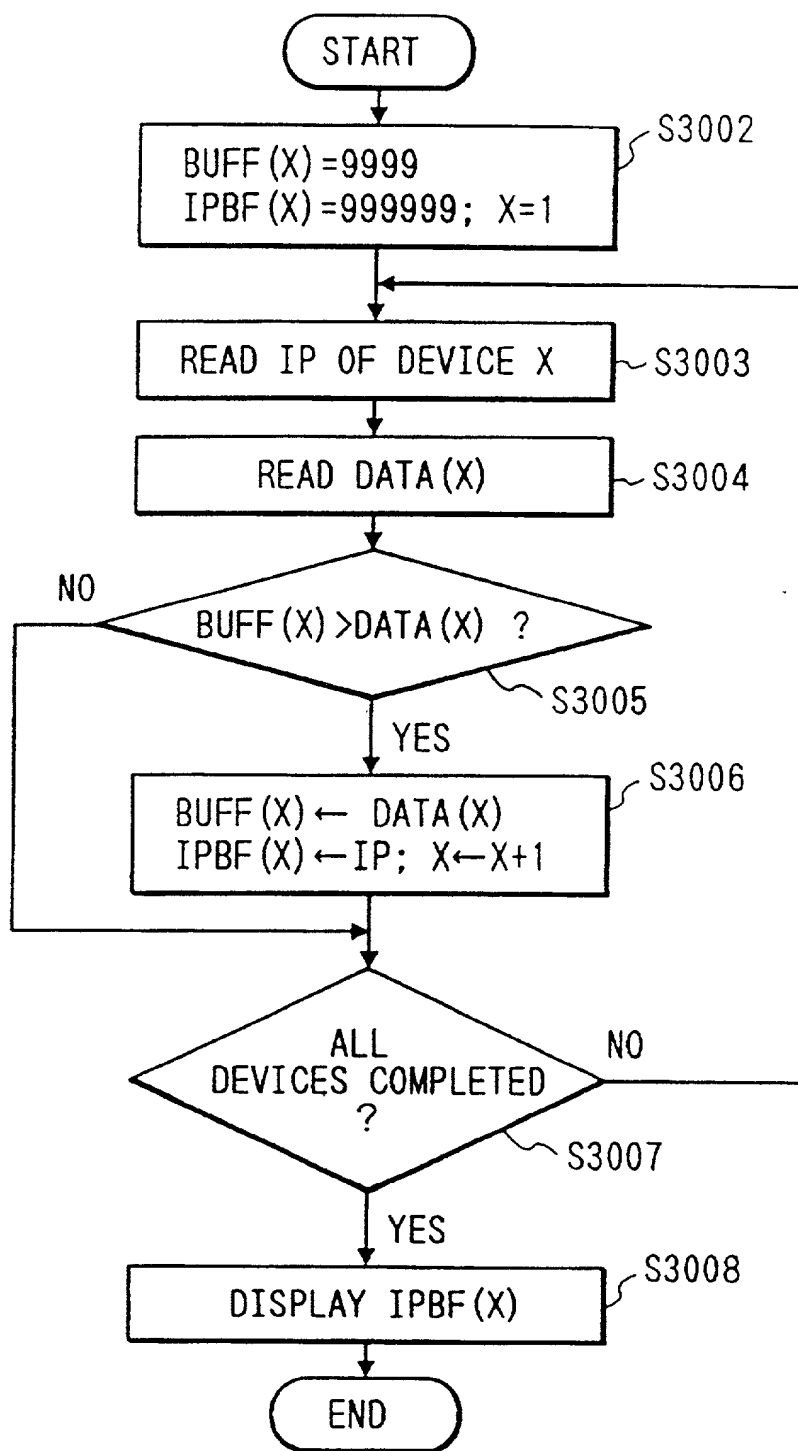 START
S3002
BUFF(X)=9999
IPBF(X)=999999; X=1
READ IP OF DEVICE X
S3003
READ DATA(X)
S3004
NO
BUFF(X)>DATA(X) ?
S3005
YES
S3006
BUFF(X)← DATA(X)
IPBF(X)←IP; X←X+1
ALL
DEVICES COMPLETED
?
NO
S3007
YES
S3008
DISPLAY IPBF(X)
END